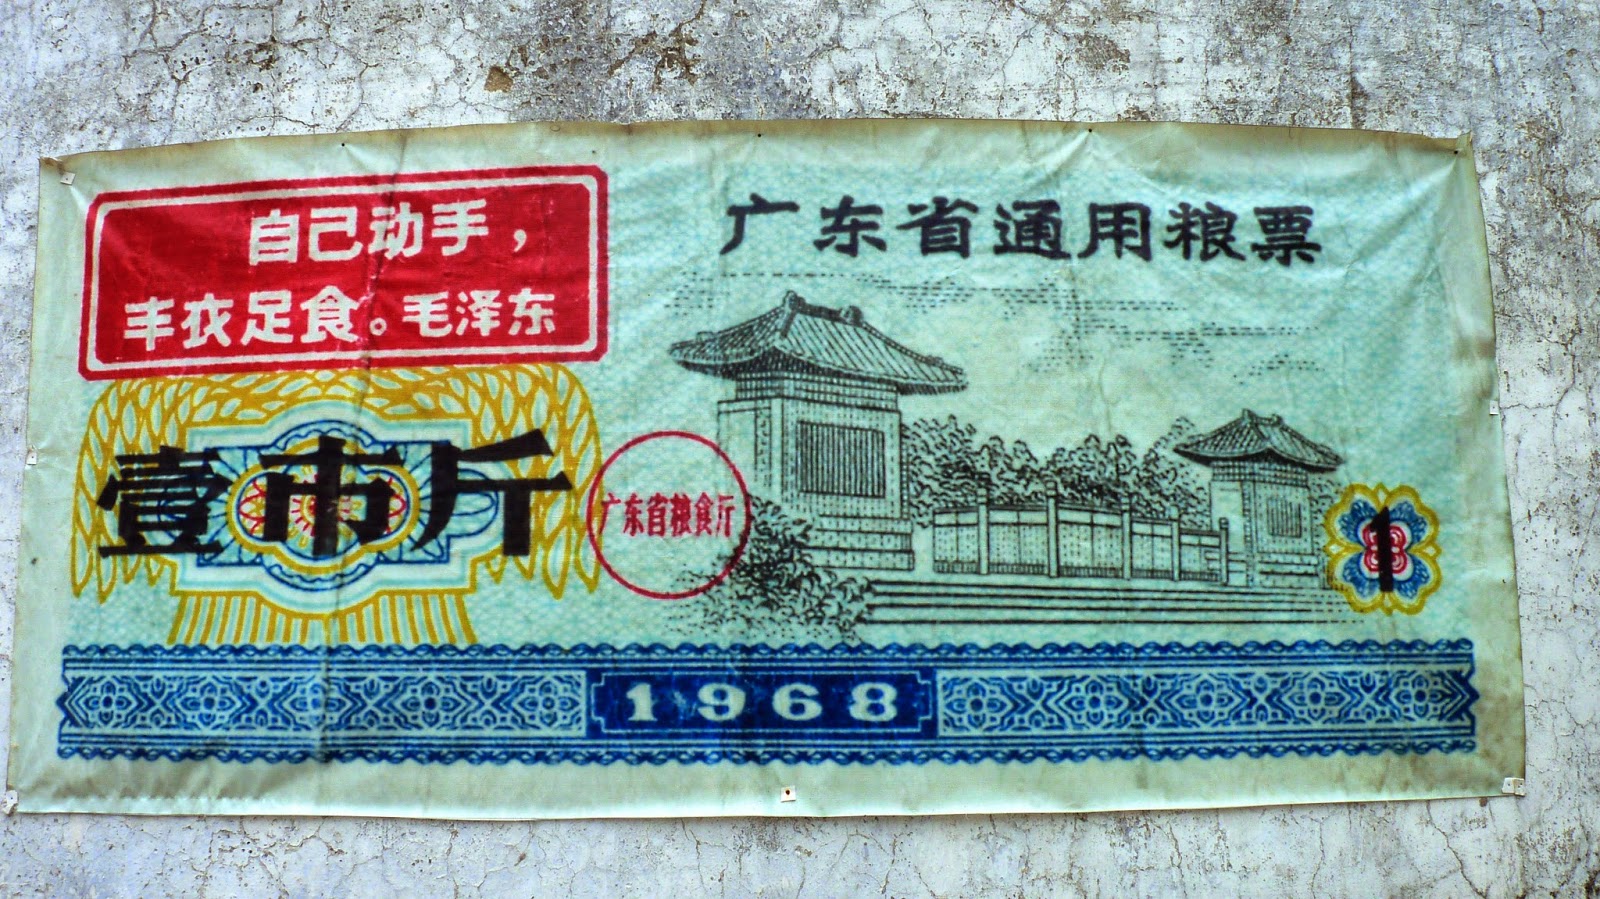 自己动手，
丰衣足食。毛泽东
广东省通用粮票
壹市斤
广东省粮食厅
1
1968